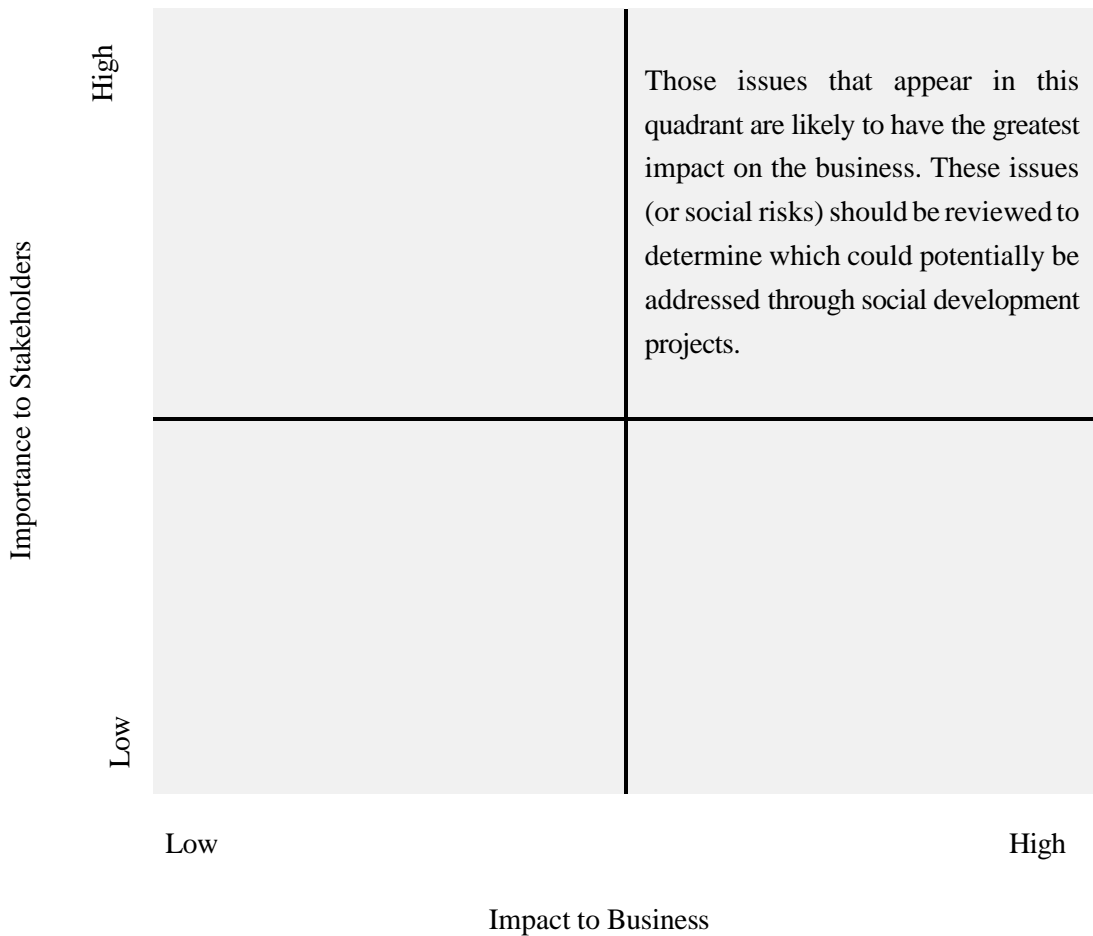 High
Those issues that appear in this
quadrant are likely to have the greatest
impact on the business. These issues
(or social risks) should be reviewed to
determine which could potentially be
addressed through social development
projects.
Importance to Stakeholders
Low
Low
High
Impact to Business